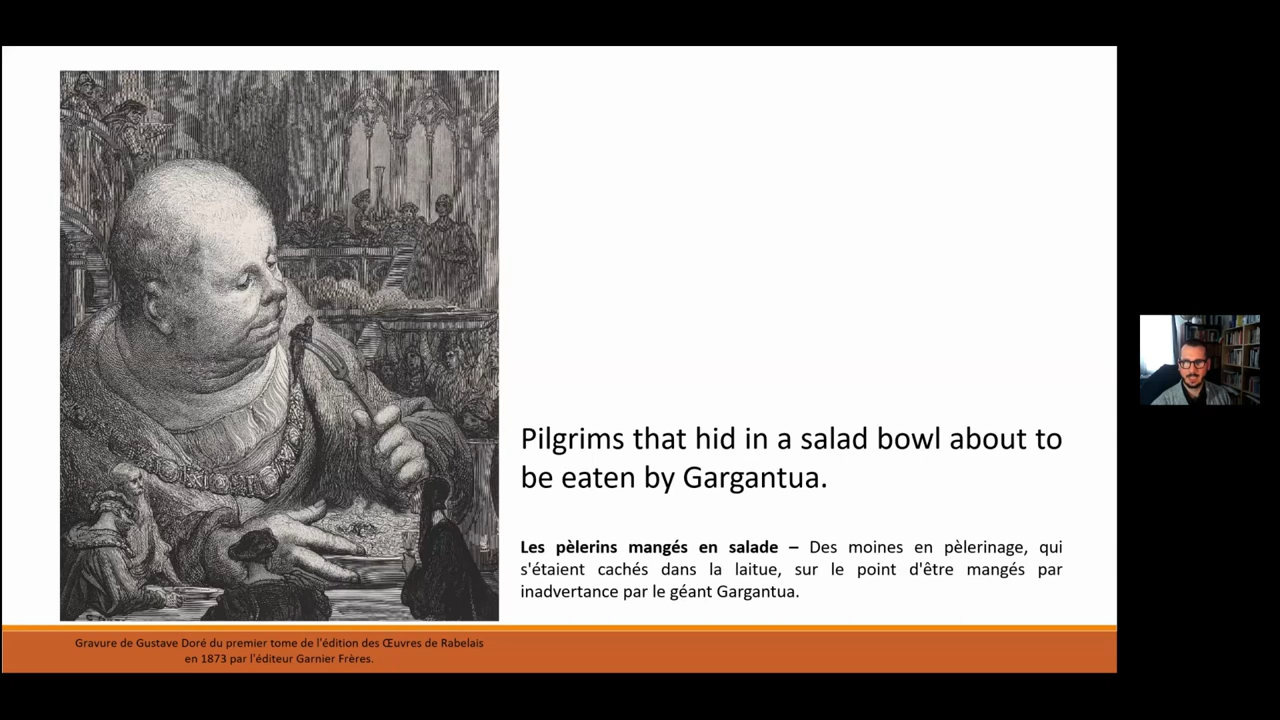 Pilgrims that hid in a salad bowl about to
be eaten by Gargantua.
Les pèlerins mangés en salade – Des moines en pèlerinage, qui
s'étaient cachés dans la laitue, sur le point d'être mangés par
inadvertance par le géant Gargantua.
Gravure de Gustave Doré du premier tome de l'édition des Œuvres de Rabelais
en 1873 par l'éditeur Garnier Frères.